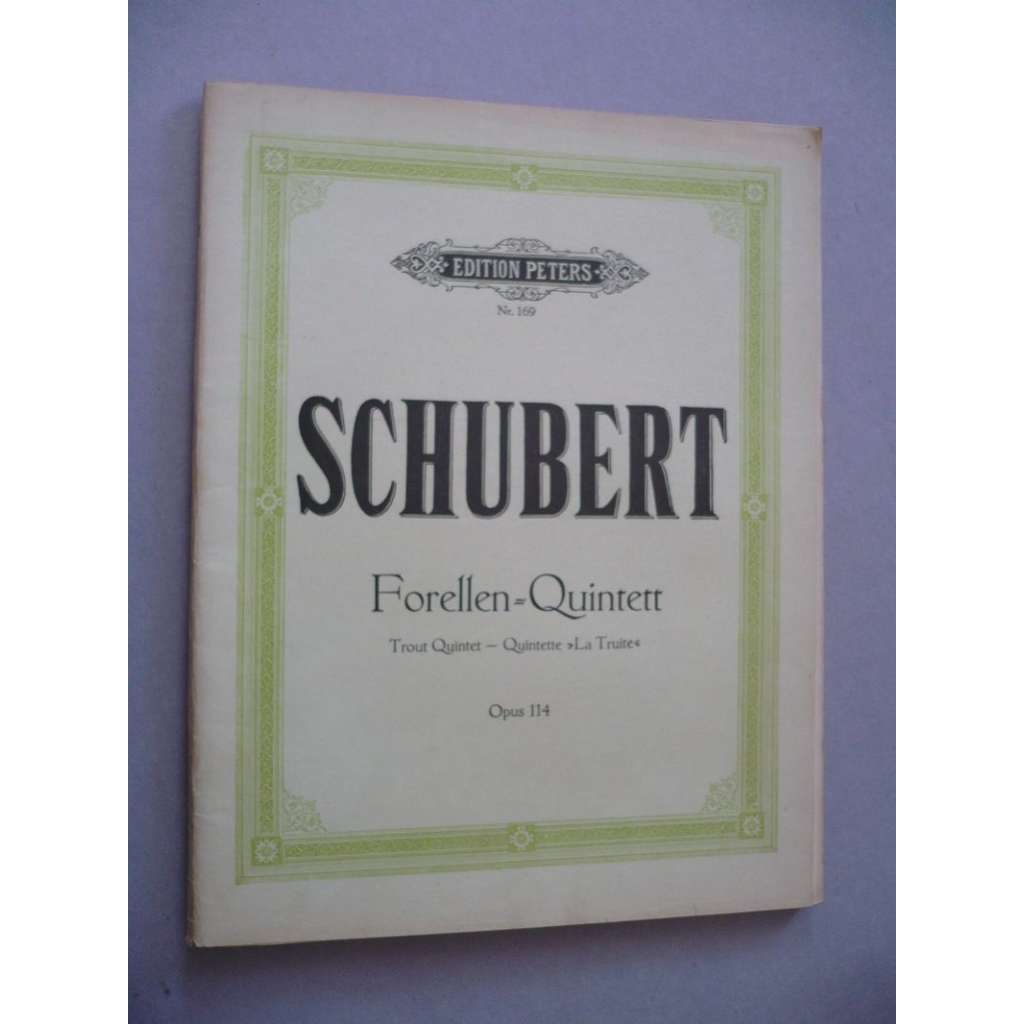 EDITION PETERS
Nr. 169
SCHUBERT
Forellen=Quintett
Trout Quintet — Quintette »La Truite«
Opus 114